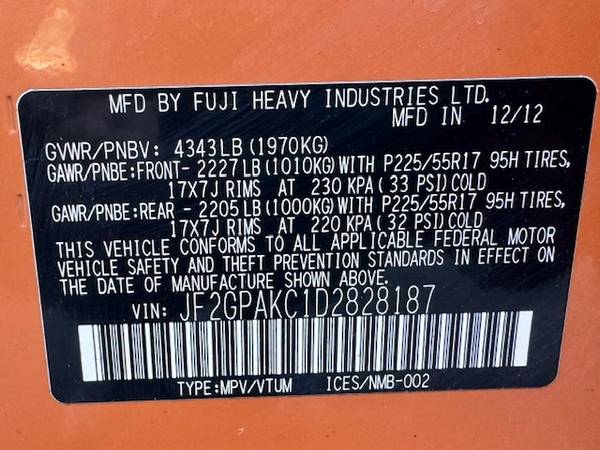 MFD BY FUJI HEAVY INDUSTRIES LTD.
MFD IN 12/12
GVWR/PNBV: 4343LB (1970KG)
GAWR/PNBE:FRONT- 2227LB (1010KG) WITH P225/55R17 95H TIRES,
17X7J RIMS AT 230 KPA (33 PSI) COLD
GAWR/PNBE:REAR - 2205LB (1000KG) WITH P225/55R17 95H TIRES,
17X7J RIMS AT 220 KPA (32 PSI) COLD
THIS VEHICLE CONFORMS TO ALL APPLICABLE FEDERAL MOTOR
VEHICLE SAFETY AND THEFT PREVENTION STANDARDS IN EFFECT ON
THE DATE OF MANUFACTURE SHOWN ABOVE.
VIN: JF2GPAKC1D2828187
TYPE:MPV/VTUM ICES/NMB-002